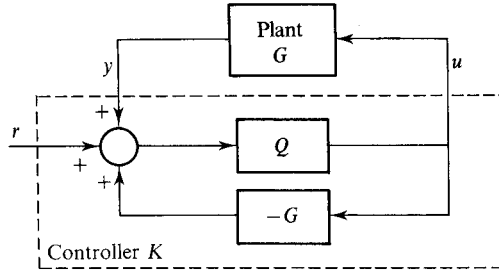 Plant
G
y
u
+
r
+
+
Q
−G
Controller K